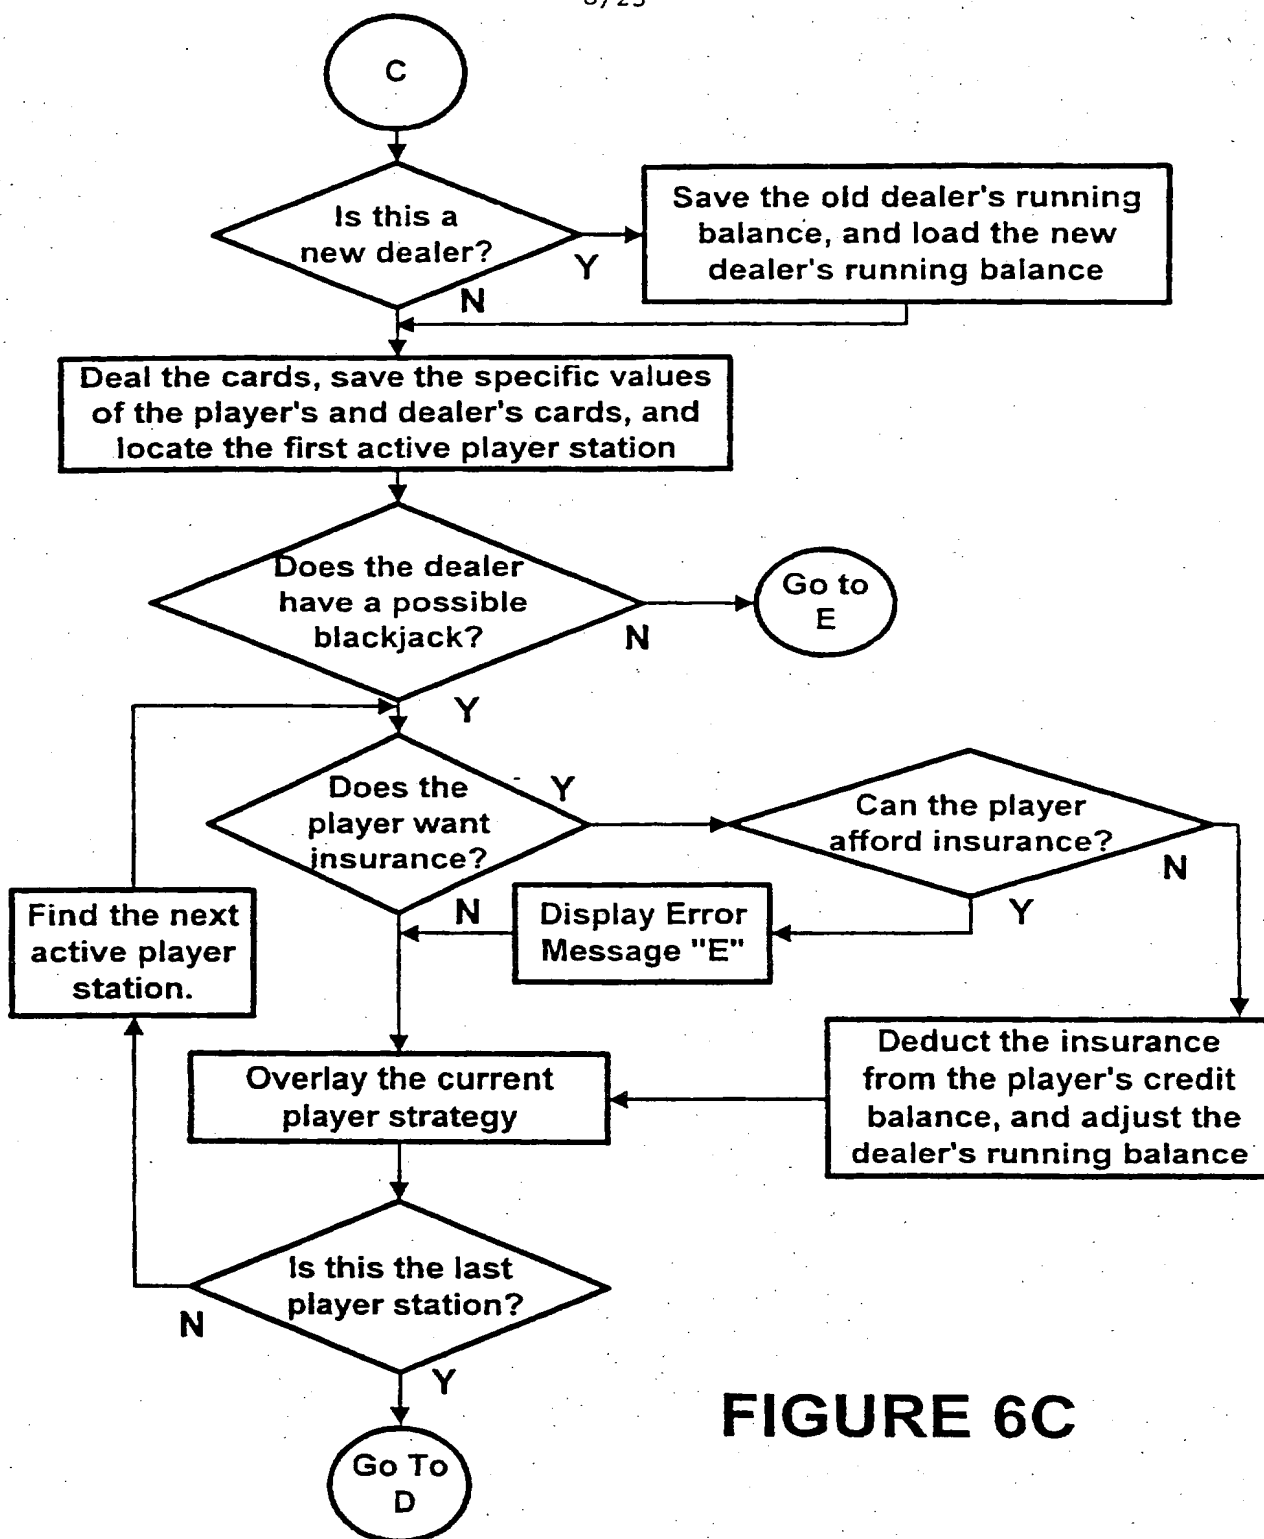 C
Is this a
new dealer?
Y
N
Save the old dealer's running
balance, and load the new
dealer's running balance
Deal the cards, save the specific values
of the player's and dealer's cards, and
locate the first active player station
Does the dealer
have a possible
blackjack?
N
Y
Go to
E
Does the
player want
insurance?
Y
N
Can the player
afford insurance?
N
Y
Display Error
Message "E"
Find the next
active player
station.
Deduct the insurance
from the player's credit
balance, and adjust the
dealer's running balance
Overlay the current
player strategy
Is this the last
player station?
N
Y
Go To
D
FIGURE 6C